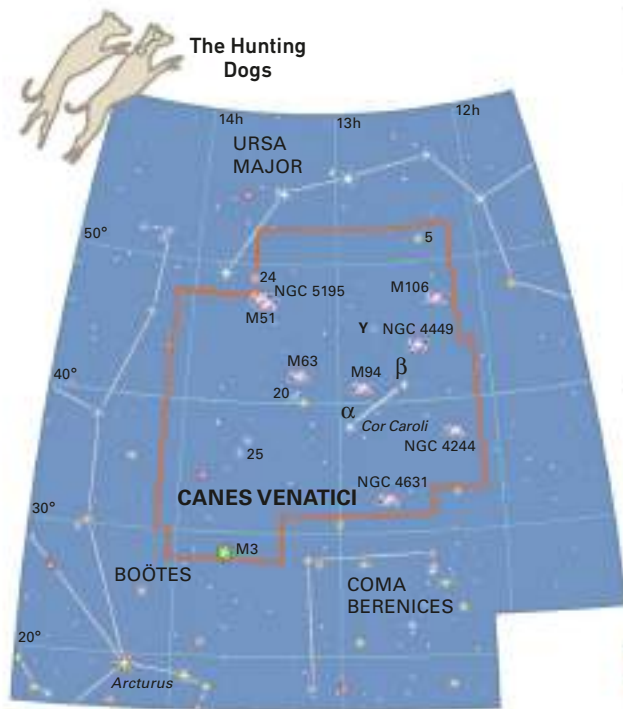 The Hunting
Dogs
14h
13h
12h
URSA
MAJOR
50°
5
24
NGC 5195
M51
M106
Y
NGC 4449
M63
M94
β
40°
20
α
Cor Caroli
NGC 4244
25
NGC 4631
CANES VENATICI
30°
M3
BOÖTES
COMA
BERENICES
20°
Arcturus